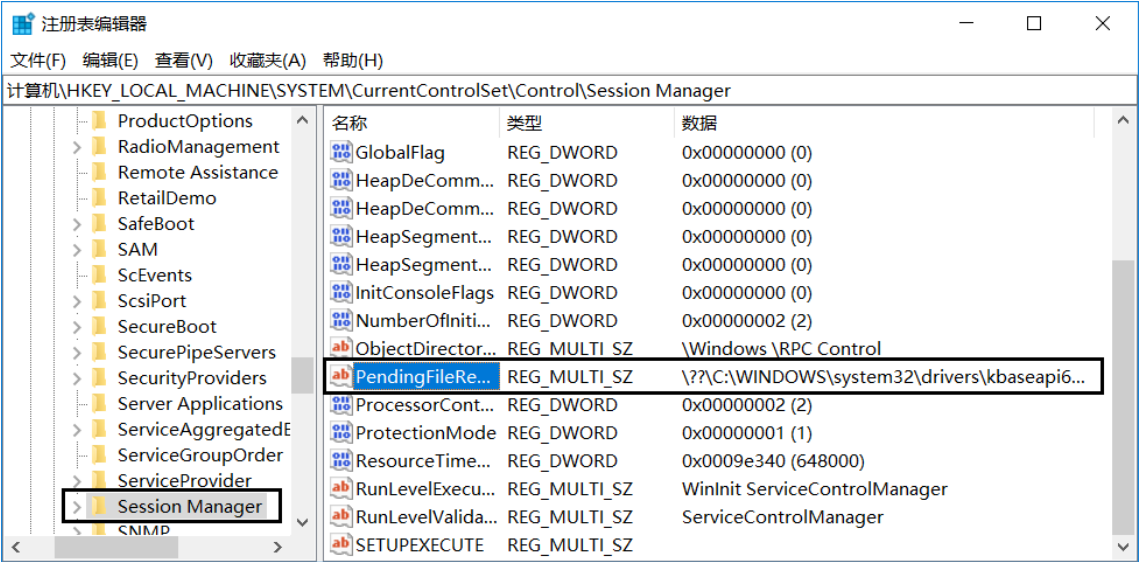 注册表编辑器
文件(F) 编辑(E) 查看(V) 收藏夹(A) 帮助(H)
计算机\HKEY_LOCAL_MACHINE\SYSTEM\CurrentControlSet\Control\Session Manager
ProductOptions
RadioManagement
Remote Assistance
RetailDemo
SafeBoot
SAM
ScEvents
ScsiPort
SecureBoot
SecurePipeServers
SecurityProviders
Server Applications
ServiceAggregatedE
ServiceGroupOrder
ServiceProvider
Session Manager
SNMP
名称 类型 数据
GlobalFlag REG_DWORD 0x00000000 (0)
HeapDeComm... REG_DWORD 0x00000000 (0)
HeapDeComm... REG_DWORD 0x00000000 (0)
HeapSegment... REG_DWORD 0x00000000 (0)
HeapSegment... REG_DWORD 0x00000000 (0)
InitConsoleFlags REG_DWORD 0x00000000 (0)
NumberOfIniti... REG_DWORD 0x00000002 (2)
ObjectDirector... REG_MULTI_SZ \Windows \RPC Control
PendingFileRe... REG_MULTI_SZ \??\C:\WINDOWS\system32\drivers\kbaseapi6...
ProcessorCont... REG_DWORD 0x00000002 (2)
ProtectionMode REG_DWORD 0x00000001 (1)
ResourceTime... REG_DWORD 0x0009e340 (648000)
RunLevelExecu... REG_MULTI_SZ WinInit ServiceControlManager
RunLevelValida... REG_MULTI_SZ ServiceControlManager
SETUPEXECUTE REG_MULTI_SZ